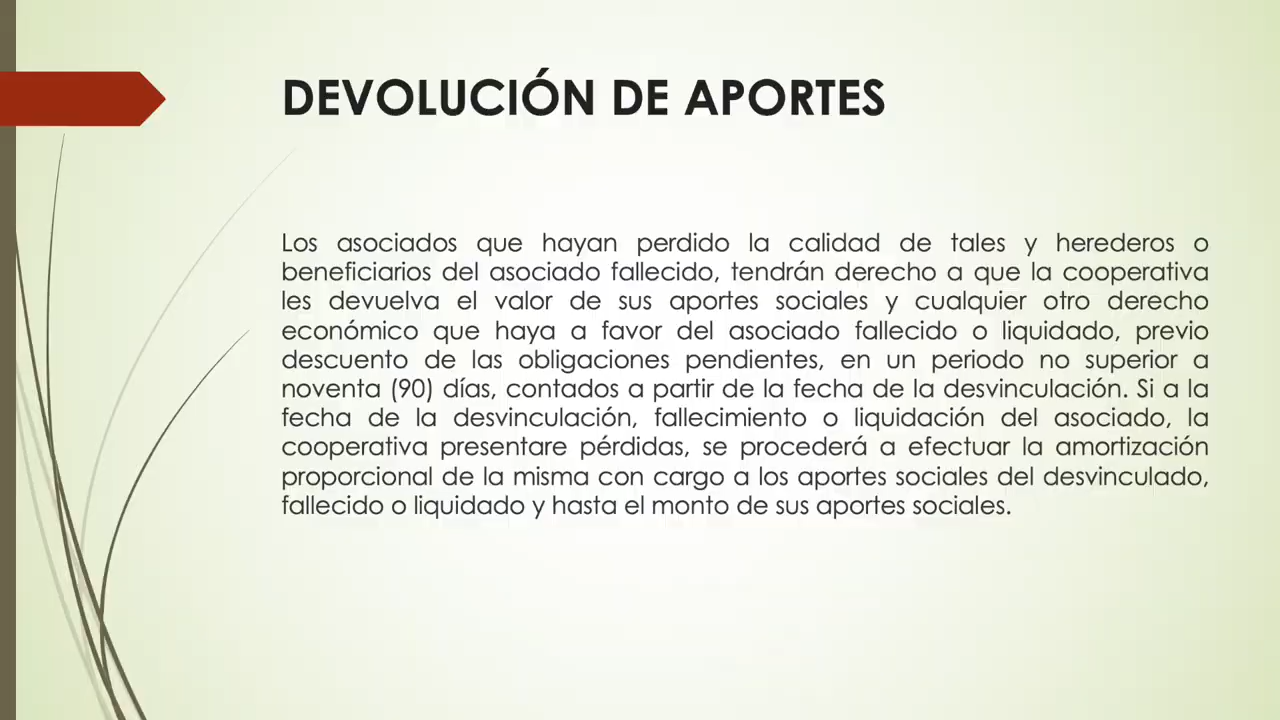 DEVOLUCIÓN DE APORTES
Los asociados que hayan perdido la calidad de tales y herederos o
beneficiarios del asociado fallecido, tendrán derecho a que la cooperativa
les devuelva el valor de sus aportes sociales y cualquier otro derecho
económico que haya a favor del asociado fallecido o liquidado, previo
descuento de las obligaciones pendientes, en un periodo no superior a
noventa (90) días, contados a partir de la fecha de la desvinculación. Si a la
fecha de la desvinculación, fallecimiento o liquidación del asociado, la
cooperativa presentare pérdidas, se procederá a efectuar la amortización
proporcional de la misma con cargo a los aportes sociales del desvinculado,
fallecido o liquidado y hasta el monto de sus aportes sociales.